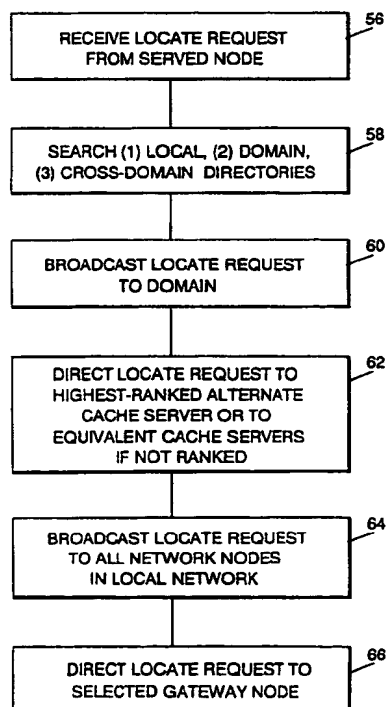 56
RECEIVE LOCATE REQUEST
FROM SERVED NODE
58
SEARCH (1) LOCAL, (2) DOMAIN,
(3) CROSS-DOMAIN DIRECTORIES
60
BROADCAST LOCATE REQUEST
TO DOMAIN
62
DIRECT LOCATE REQUEST TO
HIGHEST-RANKED ALTERNATE
CACHE SERVER OR TO
EQUIVALENT CACHE SERVERS
IF NOT RANKED
64
BROADCAST LOCATE REQUEST
TO ALL NETWORK NODES
IN LOCAL NETWORK
66
DIRECT LOCATE REQUEST TO
SELECTED GATEWAY NODE